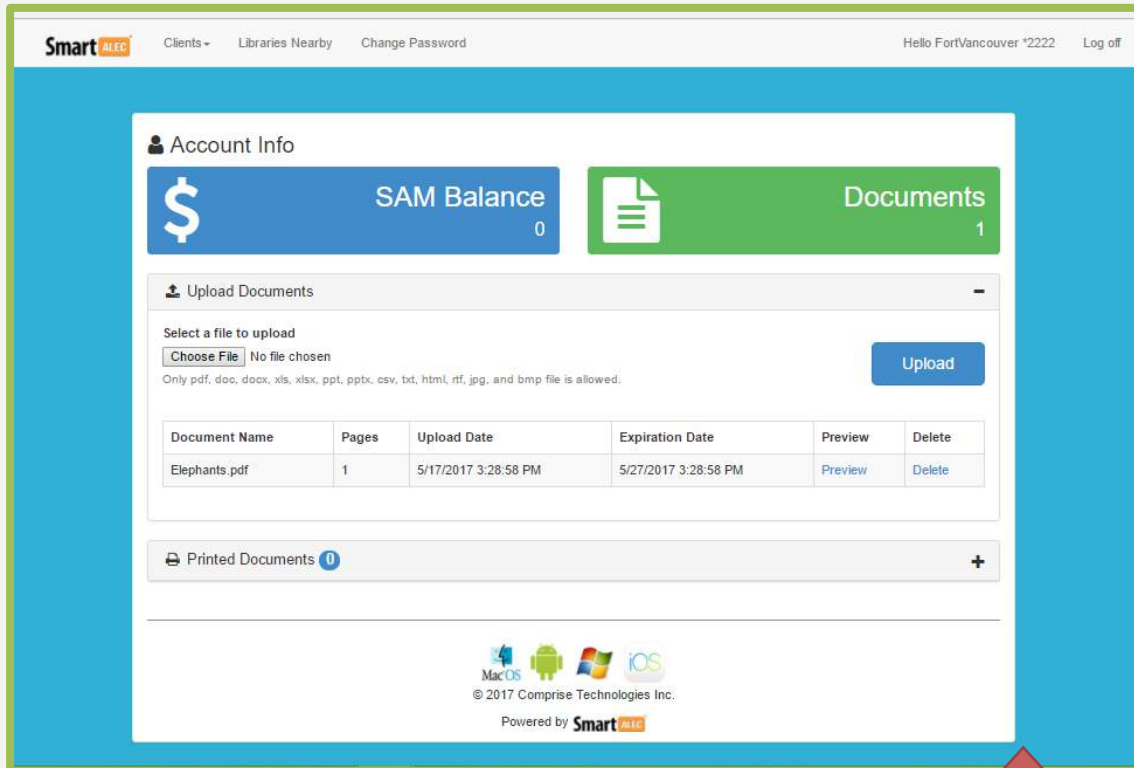 Smart ALEC Clients Libraries Nearby Change Password Hello FortVancouver *2222 Log off
Account Info
$ SAM Balance
0
Documents
1
Upload Documents
Select a file to upload
Choose File No file chosen
Upload
Only pdf, doc, docx, xls, xlsx, ppt, pptx, csv, txt, html, rtf, jpg, and bmp file is allowed.
Document Name Pages Upload Date Expiration Date Preview Delete
Elephants.pdf 1 5/17/2017 3:28:58 PM 5/27/2017 3:28:58 PM Preview Delete
Printed Documents 0
MacOS iOS
© 2017 Comprise Technologies Inc.
Powered by Smart ALEC